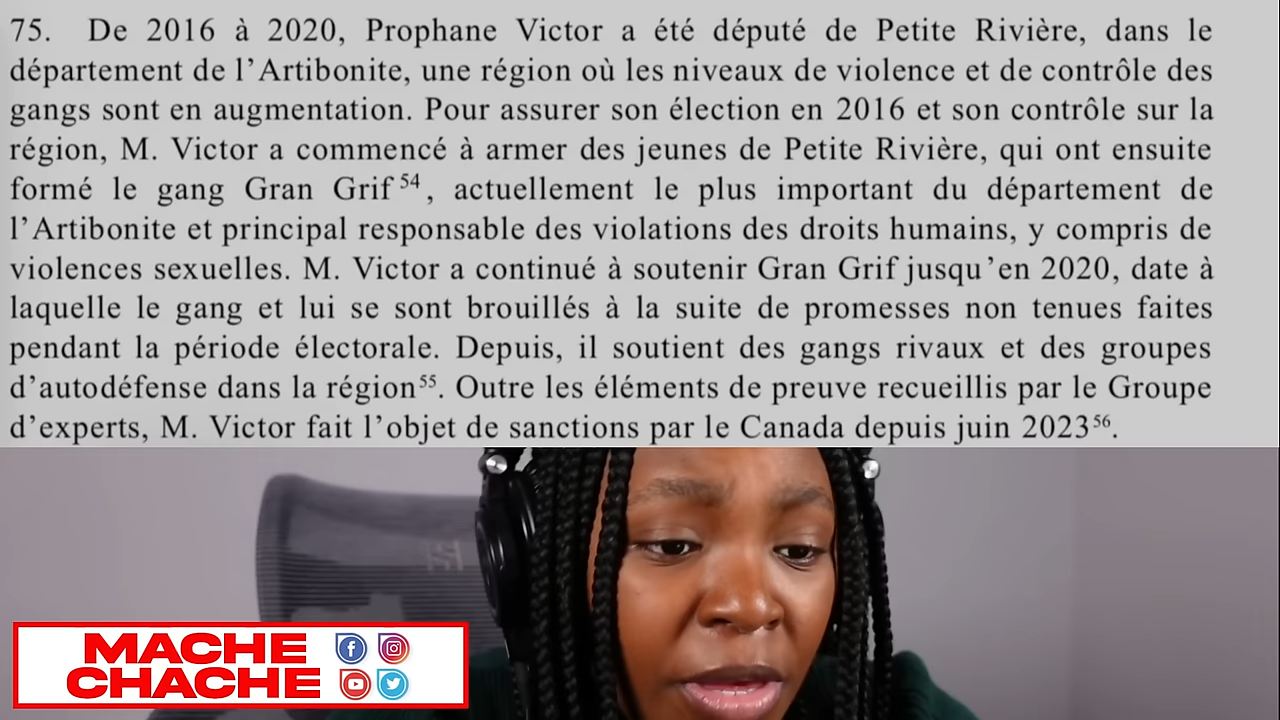 75. De 2016 à 2020, Prophane Victor a été député de Petite Rivière, dans le
département de l’Artibonite, une région où les niveaux de violence et de contrôle des
gangs sont en augmentation. Pour assurer son élection en 2016 et son contrôle sur la
région, M. Victor a commencé à armer des jeunes de Petite Rivière, qui ont ensuite
formé le gang Gran Grif 54, actuellement le plus important du département de
l’Artibonite et principal responsable des violations des droits humains, y compris de
violences sexuelles. M. Victor a continué à soutenir Gran Grif jusqu’en 2020, date à
laquelle le gang et lui se sont brouillés à la suite de promesses non tenues faites
pendant la période électorale. Depuis, il soutient des gangs rivaux et des groupes
d’autodéfense dans la région55. Outre les éléments de preuve recueillis par le Groupe
d’experts, M. Victor fait l’objet de sanctions par le Canada depuis juin 202356.
MACHE
CHACHE